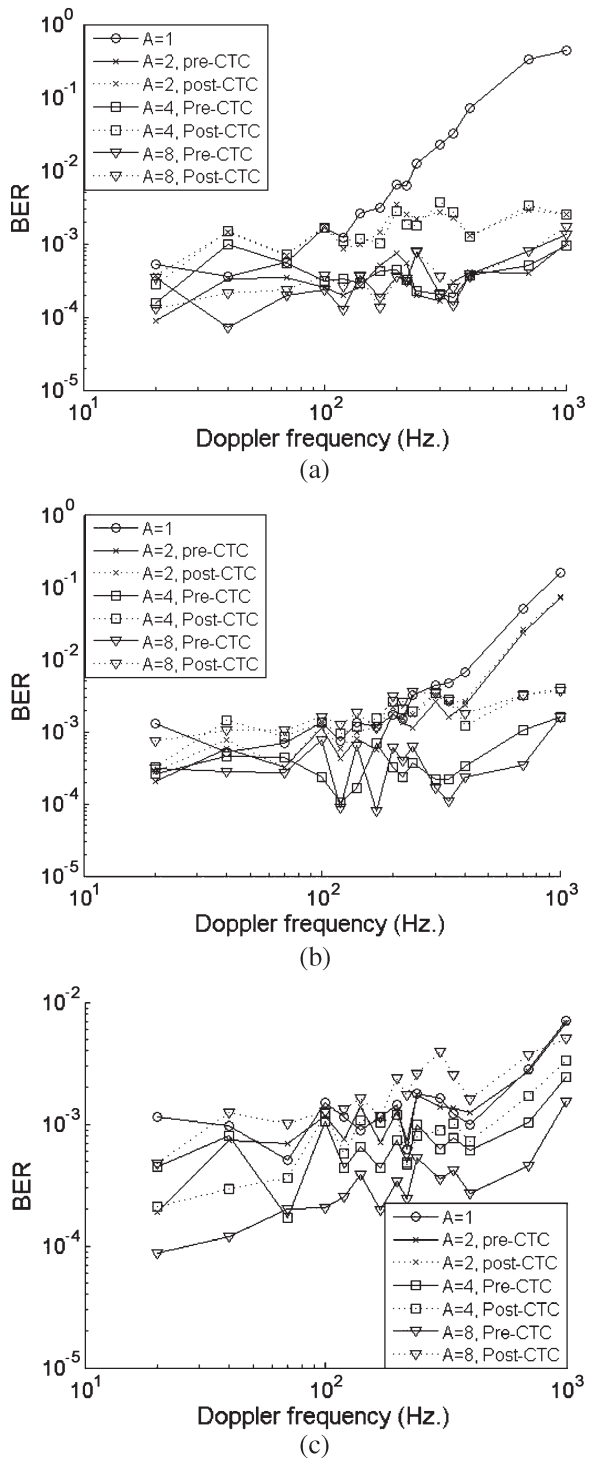 10^0
10^-1
10^-2
10^-3
10^-4
10^-5
BER
A=1
A=2, pre-CTC
A=2, post-CTC
A=4, Pre-CTC
A=4, Post-CTC
A=8, Pre-CTC
A=8, Post-CTC
10^1
10^2
10^3
Doppler frequency (Hz.)
(a)
10^0
10^-1
10^-2
10^-3
10^-4
10^-5
BER
A=1
A=2, pre-CTC
A=2, post-CTC
A=4, Pre-CTC
A=4, Post-CTC
A=8, Pre-CTC
A=8, Post-CTC
10^1
10^2
10^3
Doppler frequency (Hz.)
(b)
10^-2
10^-3
10^-4
10^-5
BER
A=1
A=2, pre-CTC
A=2, post-CTC
A=4, Pre-CTC
A=4, Post-CTC
A=8, Pre-CTC
A=8, Post-CTC
10^1
10^2
10^3
Doppler frequency (Hz.)
(c)